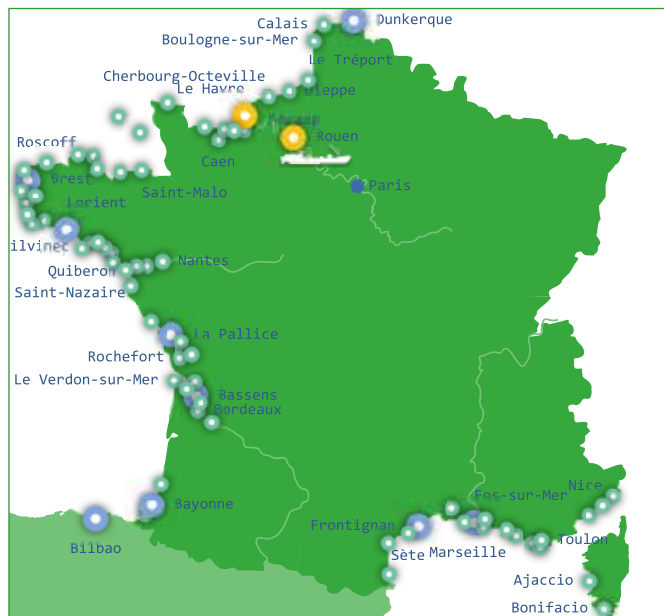 Calais
Dunkerque
Boulogne-sur-Mer
Le Tréport
Cherbourg-Octeville
Le Havre
Dieppe
Rouen
Roscoff
Caen
Brest
Saint-Malo
Paris
Lorient
Quiberon
Nantes
Saint-Nazaire
La Pallice
Rochefort
Le Verdon-sur-Mer
Bassens
Bordeaux
Nice
Fos-sur-Mer
Bayonne
Frontignan
Toulon
Bilbao
Sète
Marseille
Ajaccio
Bonifacio